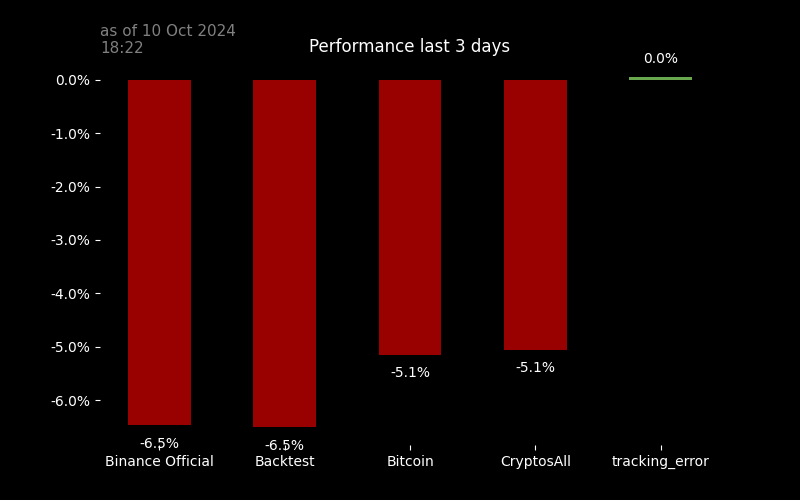 as of 10 Oct 2024
18:22
Performance last 3 days
0.0%
0.0%
-1.0%
-2.0%
-3.0%
-4.0%
-5.0%
-6.0%
-5.1%
-5.1%
-6.5%
-6.5%
Binance Official
Backtest
Bitcoin
CryptosAll
tracking_error